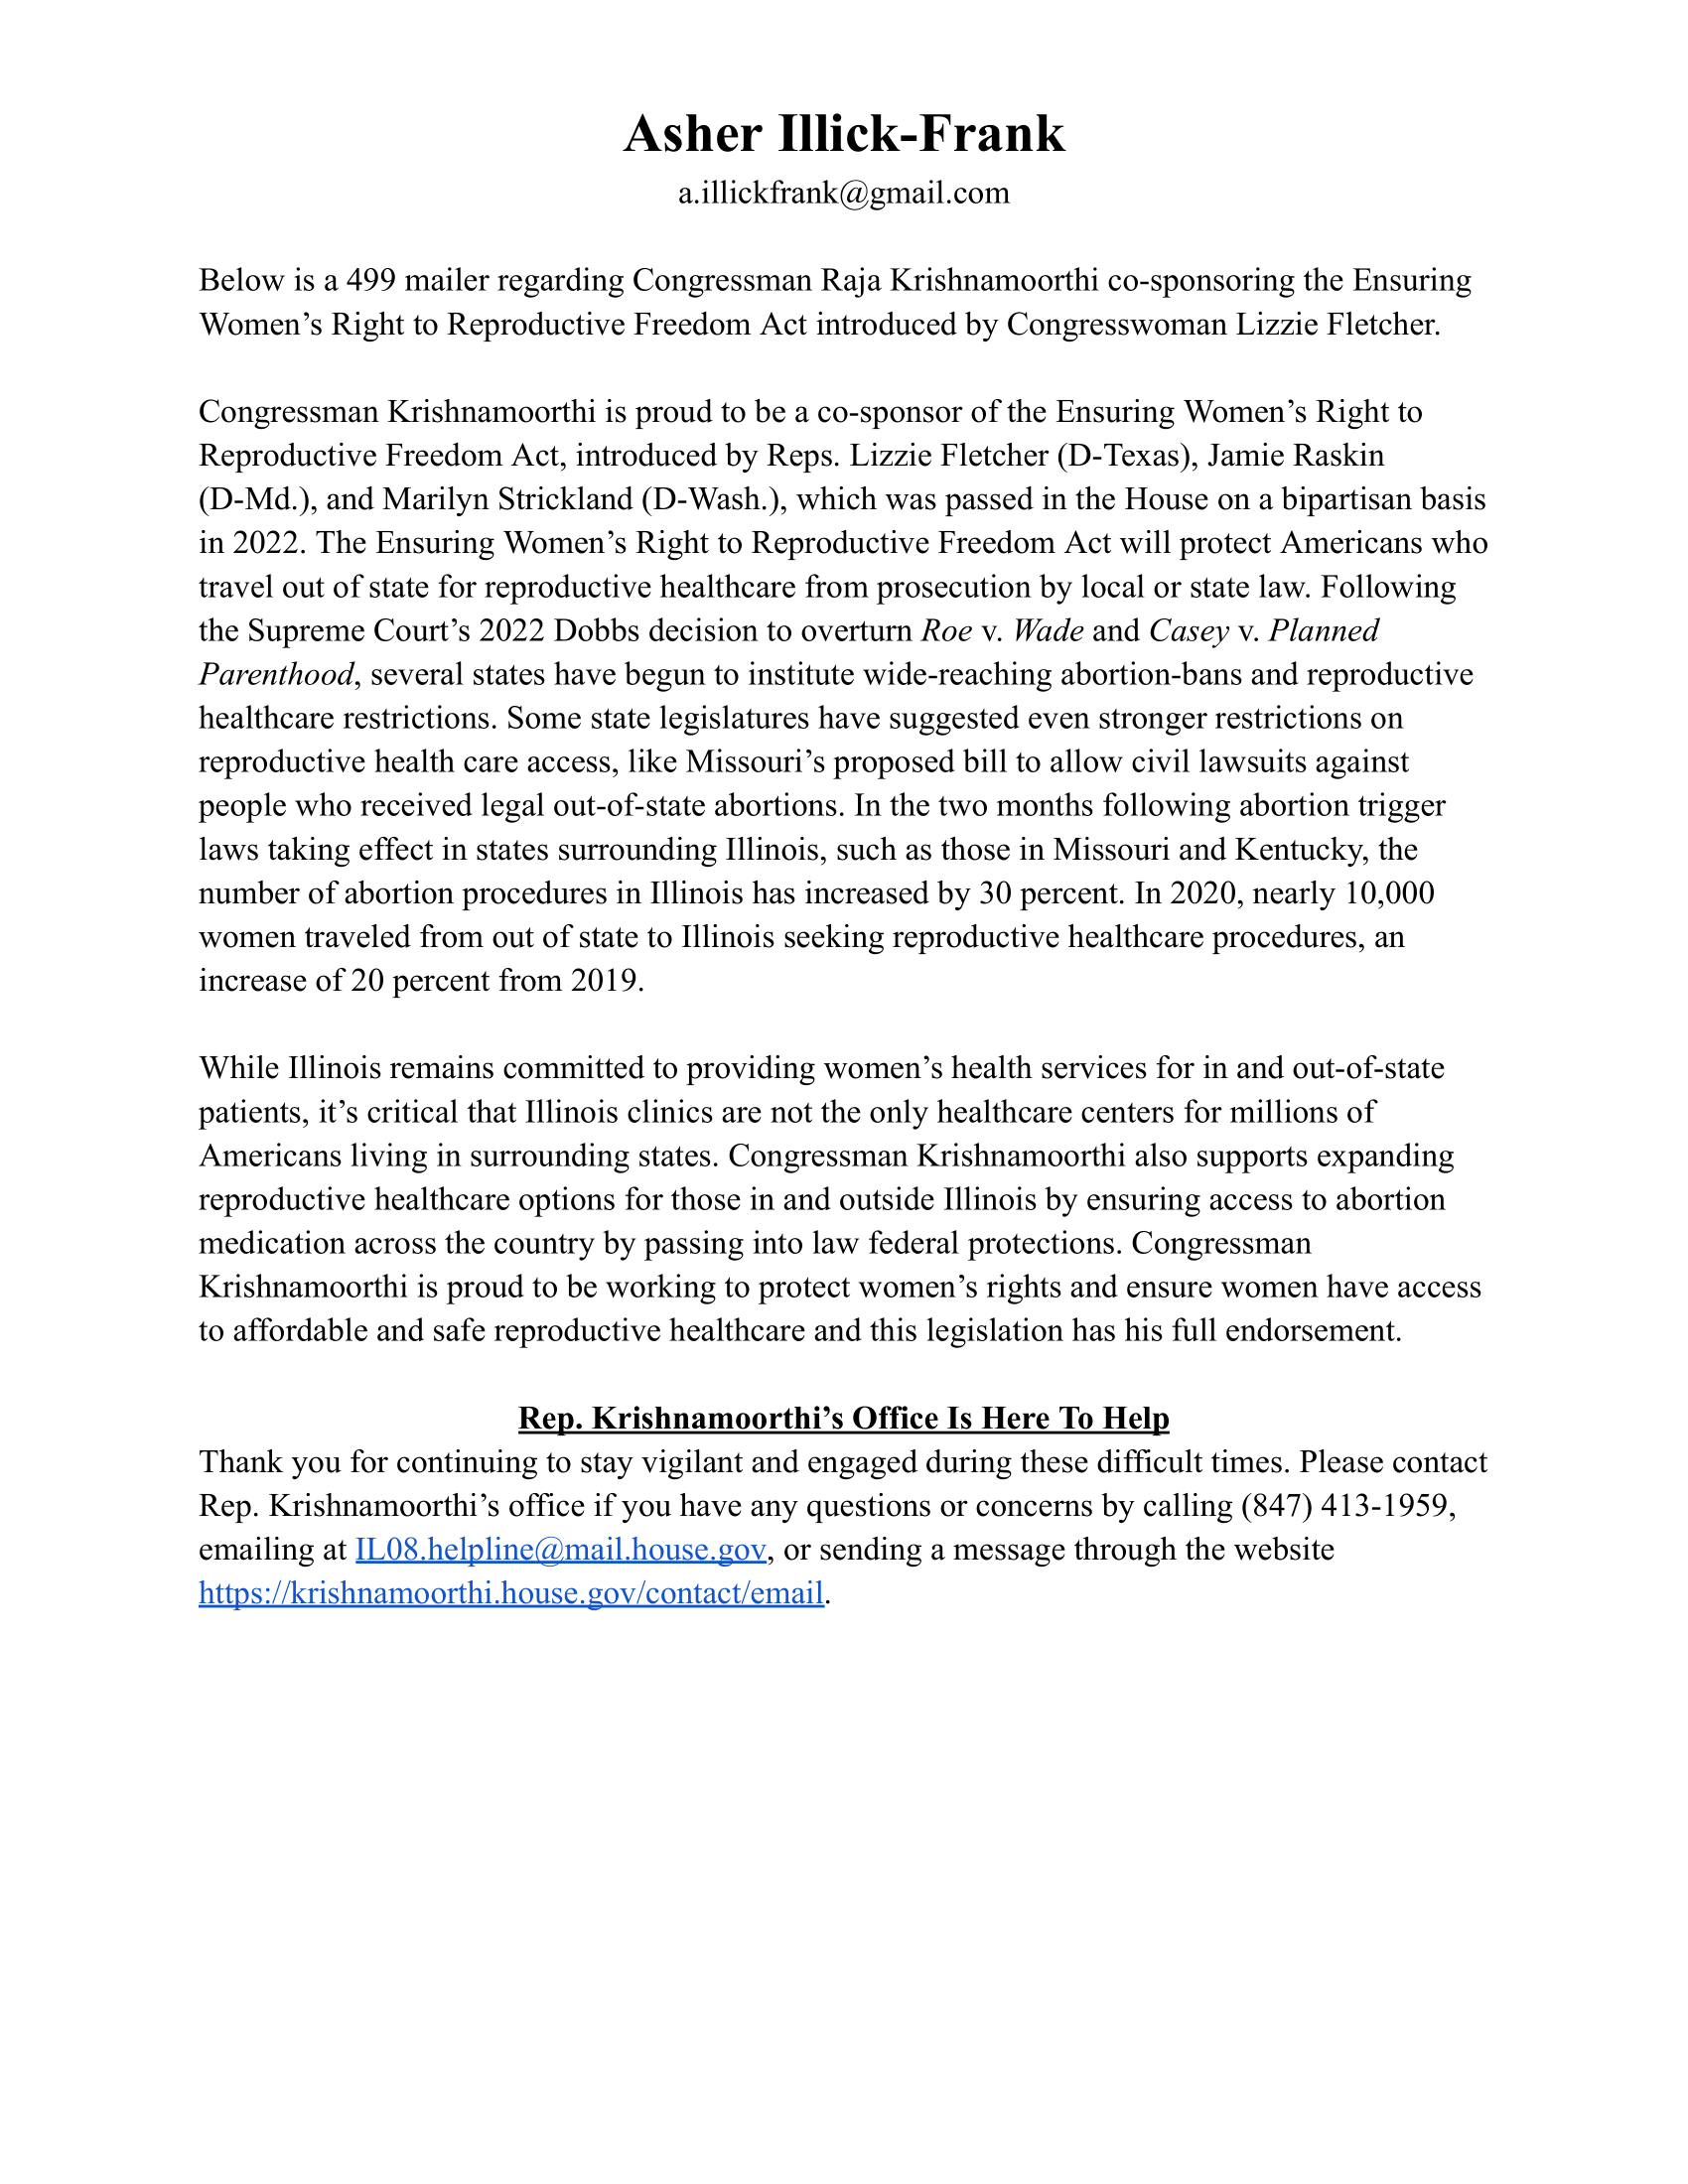 Asher Illick-Frank
a.illickfrank@gmail.com
Below is a 499 mailer regarding Congressman Raja Krishnamoorthi co-sponsoring the Ensuring
Women’s Right to Reproductive Freedom Act introduced by Congresswoman Lizzie Fletcher.
Congressman Krishnamoorthi is proud to be a co-sponsor of the Ensuring Women’s Right to
Reproductive Freedom Act, introduced by Reps. Lizzie Fletcher (D-Texas), Jamie Raskin
(D-Md.), and Marilyn Strickland (D-Wash.), which was passed in the House on a bipartisan basis
in 2022. The Ensuring Women’s Right to Reproductive Freedom Act will protect Americans who
travel out of state for reproductive healthcare from prosecution by local or state law. Following
the Supreme Court’s 2022 Dobbs decision to overturn Roe v. Wade and Casey v. Planned
Parenthood, several states have begun to institute wide-reaching abortion-bans and reproductive
healthcare restrictions. Some state legislatures have suggested even stronger restrictions on
reproductive health care access, like Missouri’s proposed bill to allow civil lawsuits against
people who received legal out-of-state abortions. In the two months following abortion trigger
laws taking effect in states surrounding Illinois, such as those in Missouri and Kentucky, the
number of abortion procedures in Illinois has increased by 30 percent. In 2020, nearly 10,000
women traveled from out of state to Illinois seeking reproductive healthcare procedures, an
increase of 20 percent from 2019.
While Illinois remains committed to providing women’s health services for in and out-of-state
patients, it’s critical that Illinois clinics are not the only healthcare centers for millions of
Americans living in surrounding states. Congressman Krishnamoorthi also supports expanding
reproductive healthcare options for those in and outside Illinois by ensuring access to abortion
medication across the country by passing into law federal protections. Congressman
Krishnamoorthi is proud to be working to protect women’s rights and ensure women have access
to affordable and safe reproductive healthcare and this legislation has his full endorsement.
Rep. Krishnamoorthi’s Office Is Here To Help
Thank you for continuing to stay vigilant and engaged during these difficult times. Please contact
Rep. Krishnamoorthi’s office if you have any questions or concerns by calling (847) 413-1959,
emailing at IL08.helpline@mail.house.gov, or sending a message through the website
https://krishnamoorthi.house.gov/contact/email.